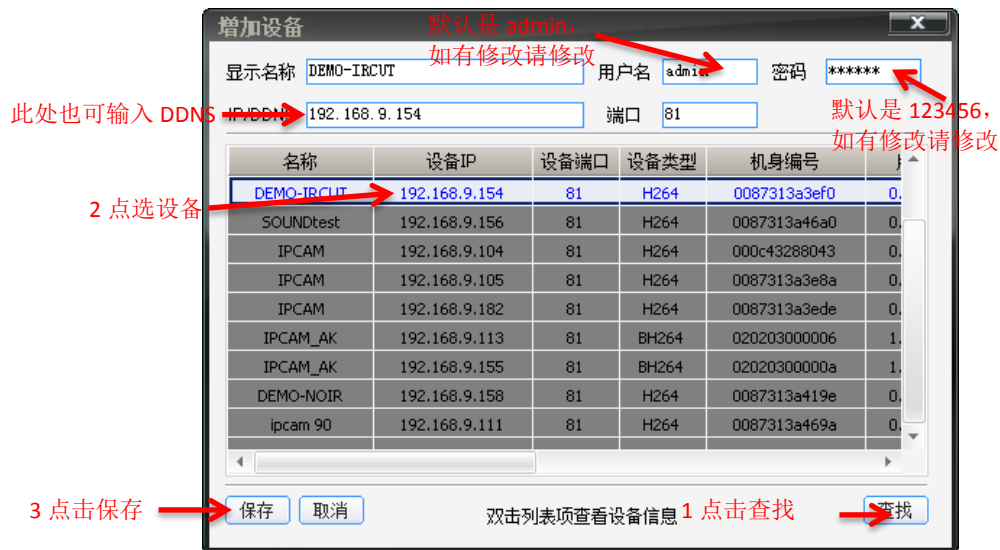 增加设备
默认是 admin，
如有修改请修改
显示名称 DEMO-IRCUT 用户名 admin 密码 ******
此处也可输入 DDNS
IP/DDNS 192.168.9.154 端口 81
默认是 123456，
如有修改请修改
名称 设备IP 设备端口 设备类型 机身编号
DEMO-IRCUT 192.168.9.154 81 H264 0087313a3ef0 0.
2 点选设备
SOUNDtest 192.168.9.156 81 H264 0087313a46a0 0.
IPCAM 192.168.9.104 81 H264 000c43288043 0.
IPCAM 192.168.9.105 81 H264 0087313a3e8a 0.
IPCAM 192.168.9.182 81 H264 0087313a3ede 0.
IPCAM_AK 192.168.9.113 81 BH264 020203000006 1.
IPCAM_AK 192.168.9.155 81 BH264 02020300000a 1.
DEMO-NOIR 192.168.9.158 81 H264 0087313a419e 0.
ipcam 90 192.168.9.111 81 H264 0087313a469a 0.
3 点击保存
保存 取消 双击列表项查看设备信息 1 点击查找 查找